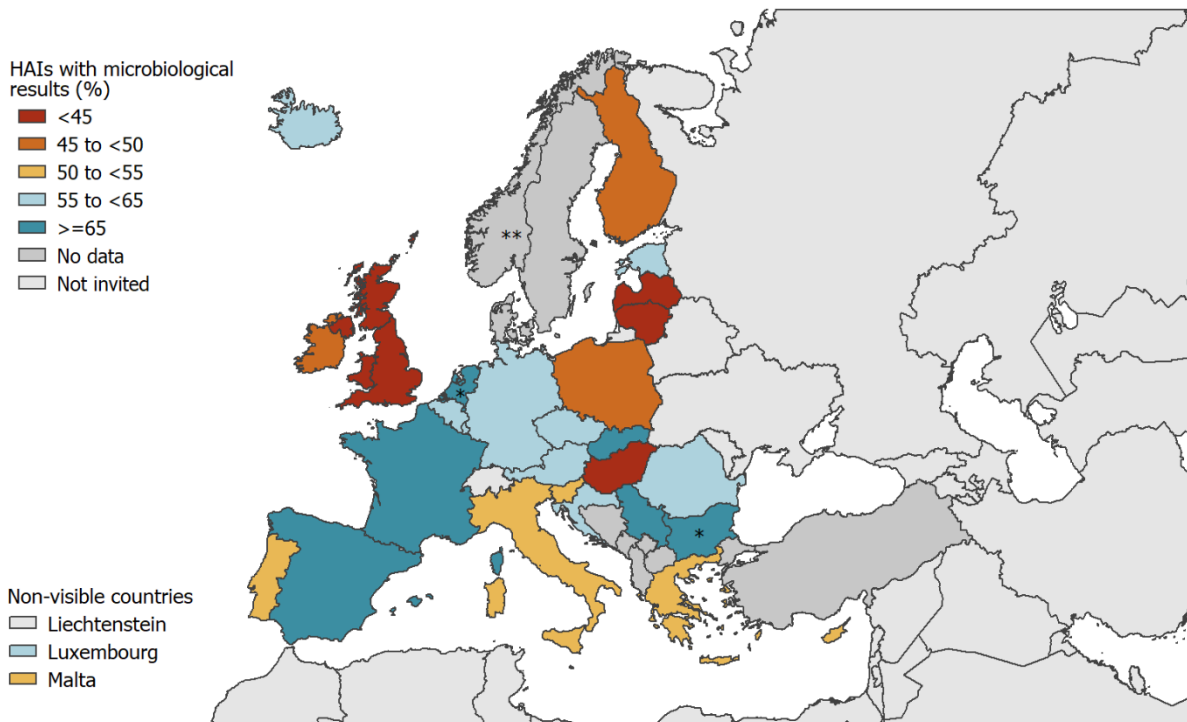 HAIs with microbiological
results (%)
<45
45 to <50
50 to <55
55 to <65
>=65
No data
Not invited
**
*
*
Non-visible countries
Liechtenstein
Luxembourg
Malta